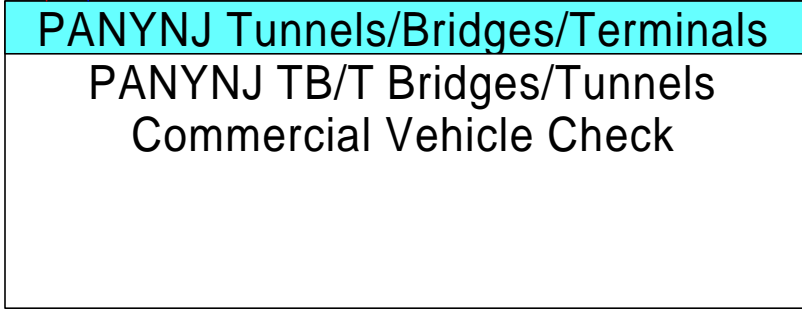 PANYNJ Tunnels/Bridges/Terminals
PANYNJ TB/T Bridges/Tunnels
Commercial Vehicle Check